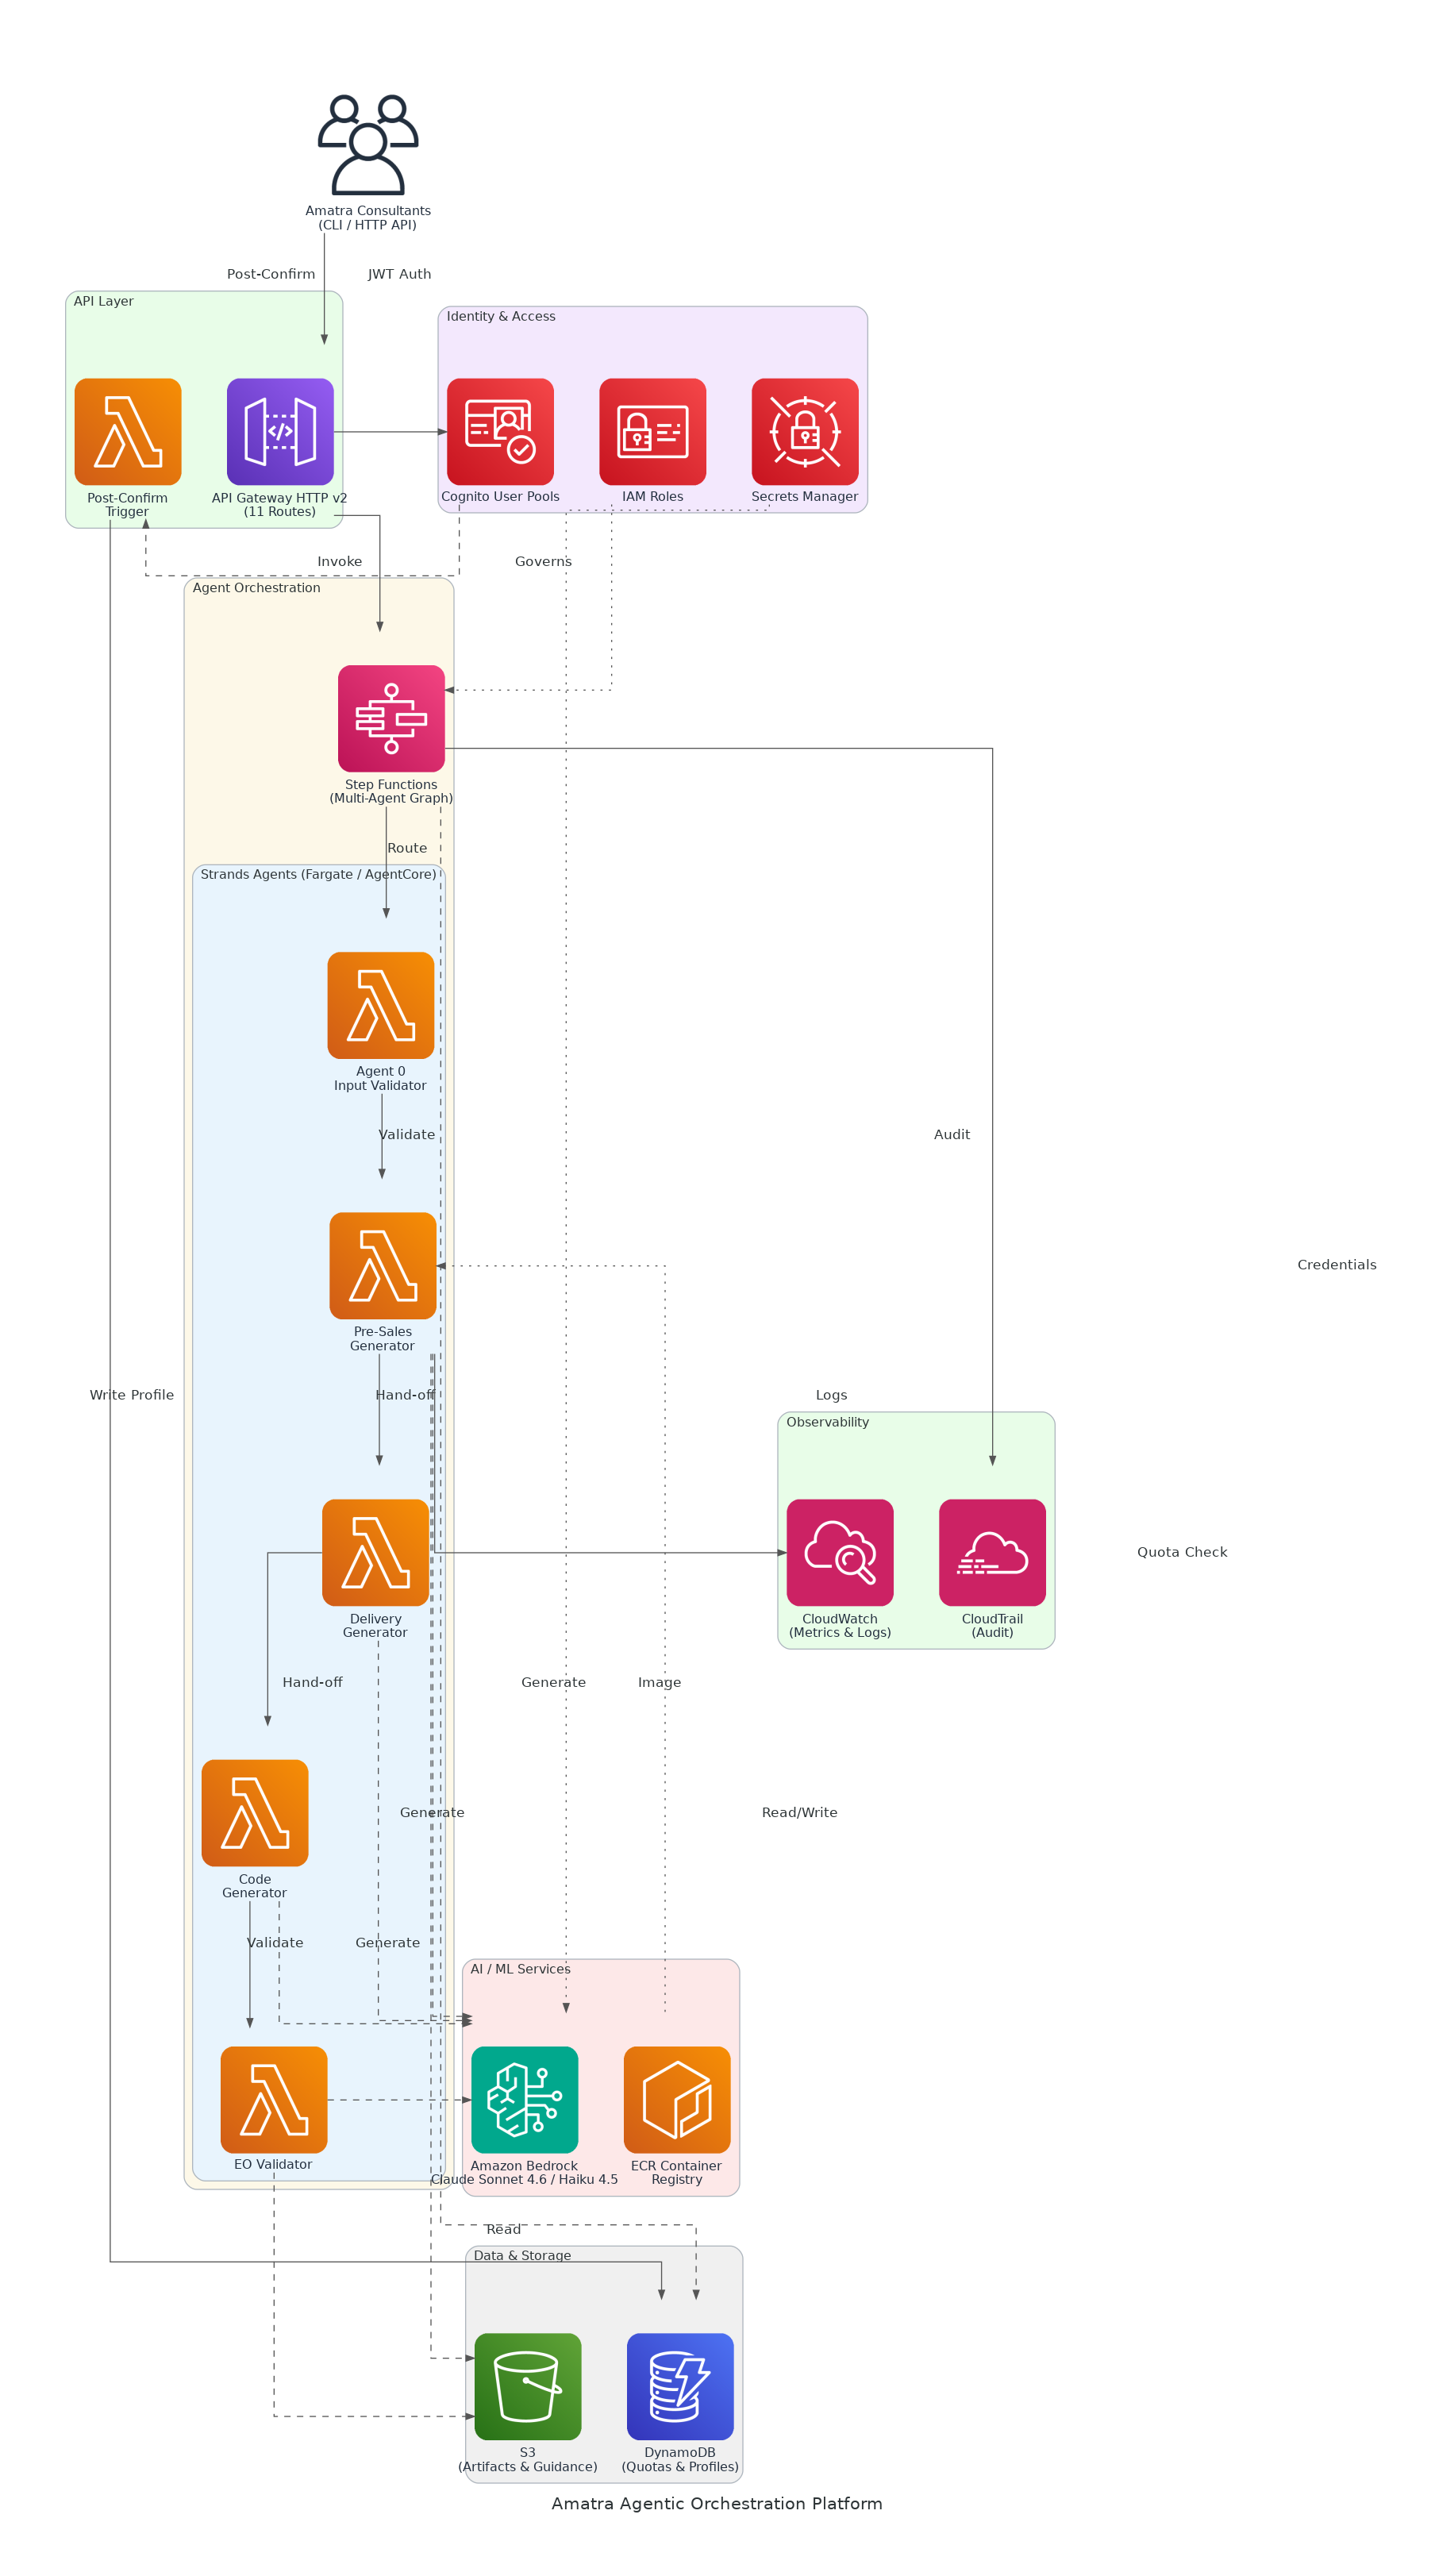 Amatra Consultants
(CLI / HTTP API)
Post-Confirm
JWT Auth
API Layer
Identity & Access
Post-Confirm
Trigger
API Gateway HTTP v2
(11 Routes)
Cognito User Pools
IAM Roles
Secrets Manager
Invoke
Governs
Agent Orchestration
Step Functions
(Multi-Agent Graph)
Route
Strands Agents (Fargate / AgentCore)
Agent 0
Input Validator
Validate
Audit
Pre-Sales
Generator
Credentials
Write Profile
Hand-off
Logs
Observability
Delivery
Generator
CloudWatch
(Metrics & Logs)
CloudTrail
(Audit)
Quota Check
Hand-off
Generate
Image
Generate
Read/Write
Code
Generator
Validate
Generate
AI / ML Services
EO Validator
Amazon Bedrock
Claude Sonnet 4.6 / Haiku 4.5
ECR Container
Registry
Read
Data & Storage
S3
(Artifacts & Guidance)
DynamoDB
(Quotas & Profiles)
Amatra Agentic Orchestration Platform